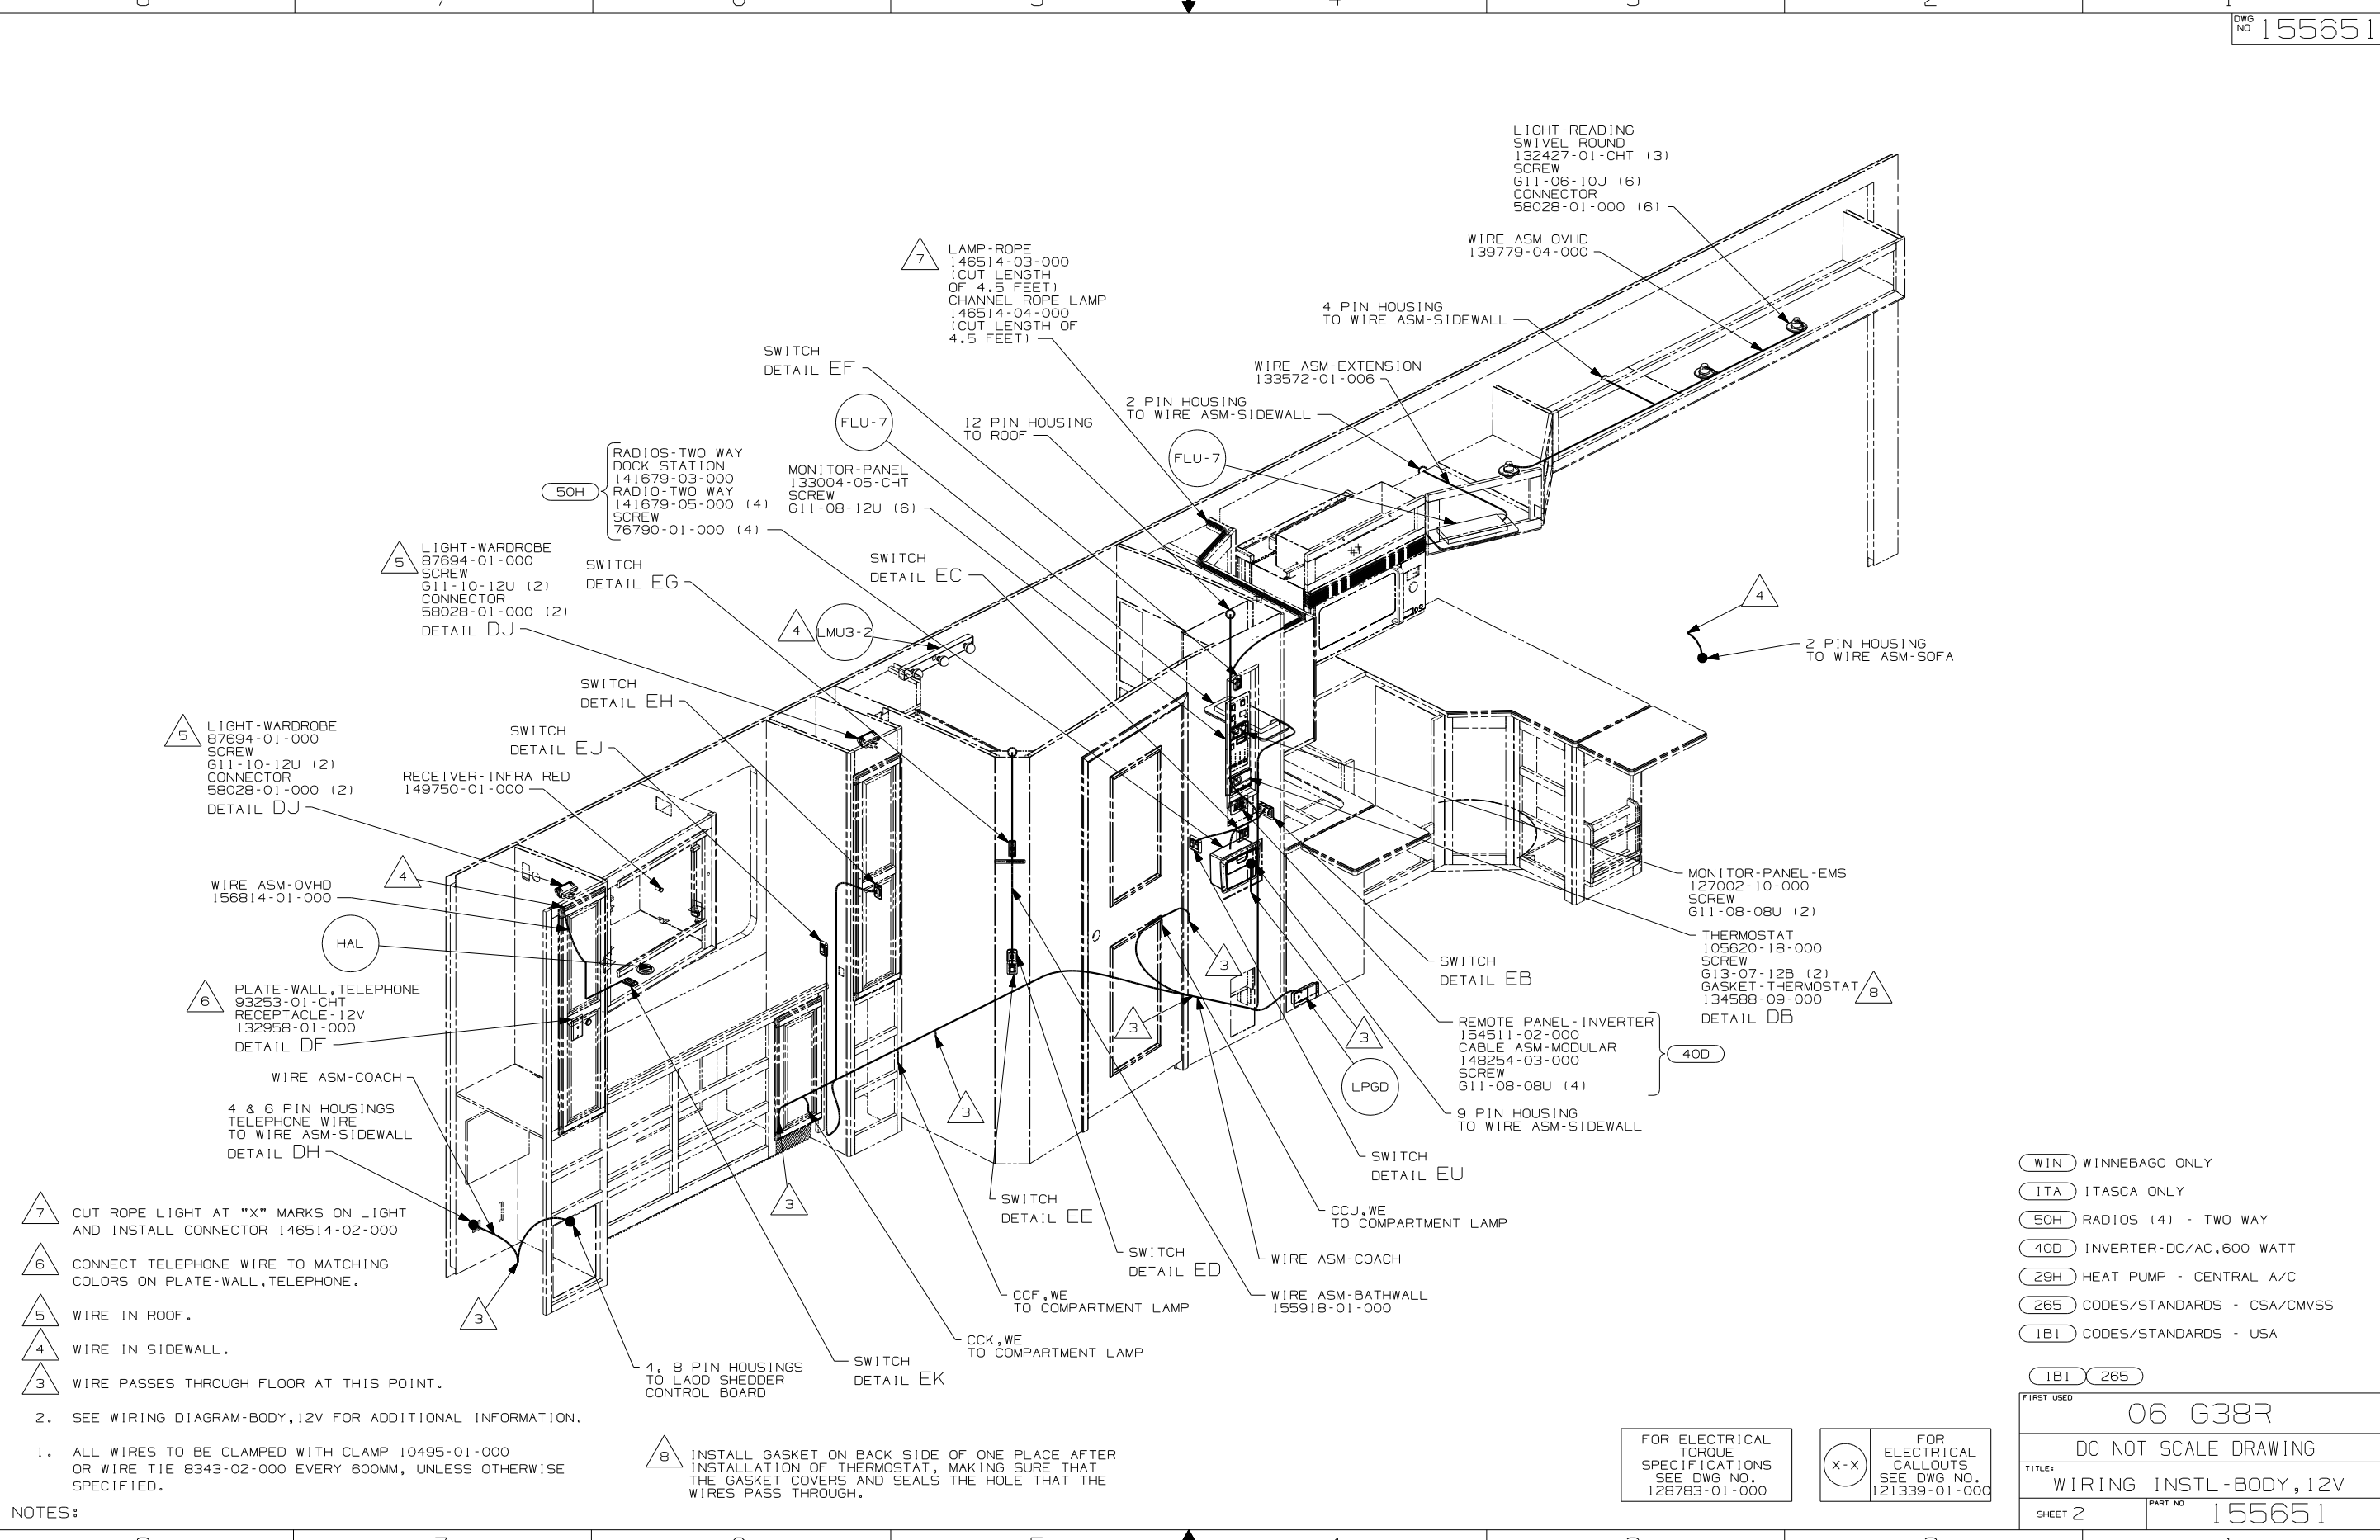 DWG
NO 155651
LIGHT-READING
SWIVEL ROUND
132427-01-CHT (3)
SCREW
G11-06-10J (6)
CONNECTOR
58028-01-000 (6)
WIRE ASM-OVHD
139779-04-000
7
LAMP-ROPE
146514-03-000
(CUT LENGTH
OF 4.5 FEET)
CHANNEL ROPE LAMP
146514-04-000
(CUT LENGTH OF
4.5 FEET)
4 PIN HOUSING
TO WIRE ASM-SIDEWALL
SWITCH
DETAIL EF
WIRE ASM-EXTENSION
133572-01-006
2 PIN HOUSING
TO WIRE ASM-SIDEWALL
FLU-7
12 PIN HOUSING
TO ROOF
FLU-7
50H
RADIOS-TWO WAY
DOCK STATION
141679-03-000
RADIO-TWO WAY
141679-05-000 (4)
SCREW
76790-01-000 (4)
MONITOR-PANEL
133004-05-CHT
SCREW
G11-08-12U (6)
5
LIGHT-WARDROBE
87694-01-000
SCREW
G11-10-12U (2)
CONNECTOR
58028-01-000 (2)
DETAIL DJ
SWITCH
DETAIL EG
SWITCH
DETAIL EC
4
LMU3-2
4
2 PIN HOUSING
TO WIRE ASM-SOFA
SWITCH
DETAIL EH
5
LIGHT-WARDROBE
87694-01-000
SCREW
G11-10-12U (2)
CONNECTOR
58028-01-000 (2)
DETAIL DJ
SWITCH
DETAIL EJ
RECEIVER-INFRA RED
149750-01-000
4
WIRE ASM-OVHD
156814-01-000
HAL
6
PLATE-WALL,TELEPHONE
93253-01-CHT
RECEPTACLE-12V
132958-01-000
DETAIL DF
WIRE ASM-COACH
4 & 6 PIN HOUSINGS
TELEPHONE WIRE
TO WIRE ASM-SIDEWALL
DETAIL DH
MONITOR-PANEL-EMS
127002-10-000
SCREW
G11-08-08U (2)
THERMOSTAT
105620-18-000
SCREW
G13-07-12B (2)
GASKET-THERMOSTAT
134588-09-000
DETAIL DB
8
SWITCH
DETAIL EB
REMOTE PANEL-INVERTER
154511-02-000
CABLE ASM-MODULAR
148254-03-000
SCREW
G11-08-08U (4)
40D
3
3
3
LPGD
9 PIN HOUSING
TO WIRE ASM-SIDEWALL
3
SWITCH
DETAIL EU
3
SWITCH
DETAIL EE
CCJ,WE
TO COMPARTMENT LAMP
SWITCH
DETAIL ED
WIRE ASM-COACH
CCF,WE
TO COMPARTMENT LAMP
WIRE ASM-BATHWALL
155918-01-000
3
CCK,WE
TO COMPARTMENT LAMP
4, 8 PIN HOUSINGS
TO LAOD SHEDDER
CONTROL BOARD
SWITCH
DETAIL EK
7 CUT ROPE LIGHT AT "X" MARKS ON LIGHT
AND INSTALL CONNECTOR 146514-02-000
6 CONNECT TELEPHONE WIRE TO MATCHING
COLORS ON PLATE-WALL,TELEPHONE.
5 WIRE IN ROOF.
4 WIRE IN SIDEWALL.
3 WIRE PASSES THROUGH FLOOR AT THIS POINT.
2. SEE WIRING DIAGRAM-BODY,12V FOR ADDITIONAL INFORMATION.
1. ALL WIRES TO BE CLAMPED WITH CLAMP 10495-01-000
OR WIRE TIE 8343-02-000 EVERY 600MM, UNLESS OTHERWISE
SPECIFIED.
NOTES:
8 INSTALL GASKET ON BACK SIDE OF ONE PLACE AFTER
INSTALLATION OF THERMOSTAT, MAKING SURE THAT
THE GASKET COVERS AND SEALS THE HOLE THAT THE
WIRES PASS THROUGH.
WIN WINNEBAGO ONLY
ITA ITASCA ONLY
50H RADIOS (4) - TWO WAY
40D INVERTER-DC/AC,600 WATT
29H HEAT PUMP - CENTRAL A/C
265 CODES/STANDARDS - CSA/CMVSS
1B1 CODES/STANDARDS - USA
1B1 265
FOR ELECTRICAL
TORQUE
SPECIFICATIONS
SEE DWG NO.
128783-01-000
X-X
FOR
ELECTRICAL
CALLOUTS
SEE DWG NO.
121339-01-000
FIRST USED
06 G38R
DO NOT SCALE DRAWING
TITLE:
WIRING INSTL-BODY,12V
SHEET 2
PART NO 155651